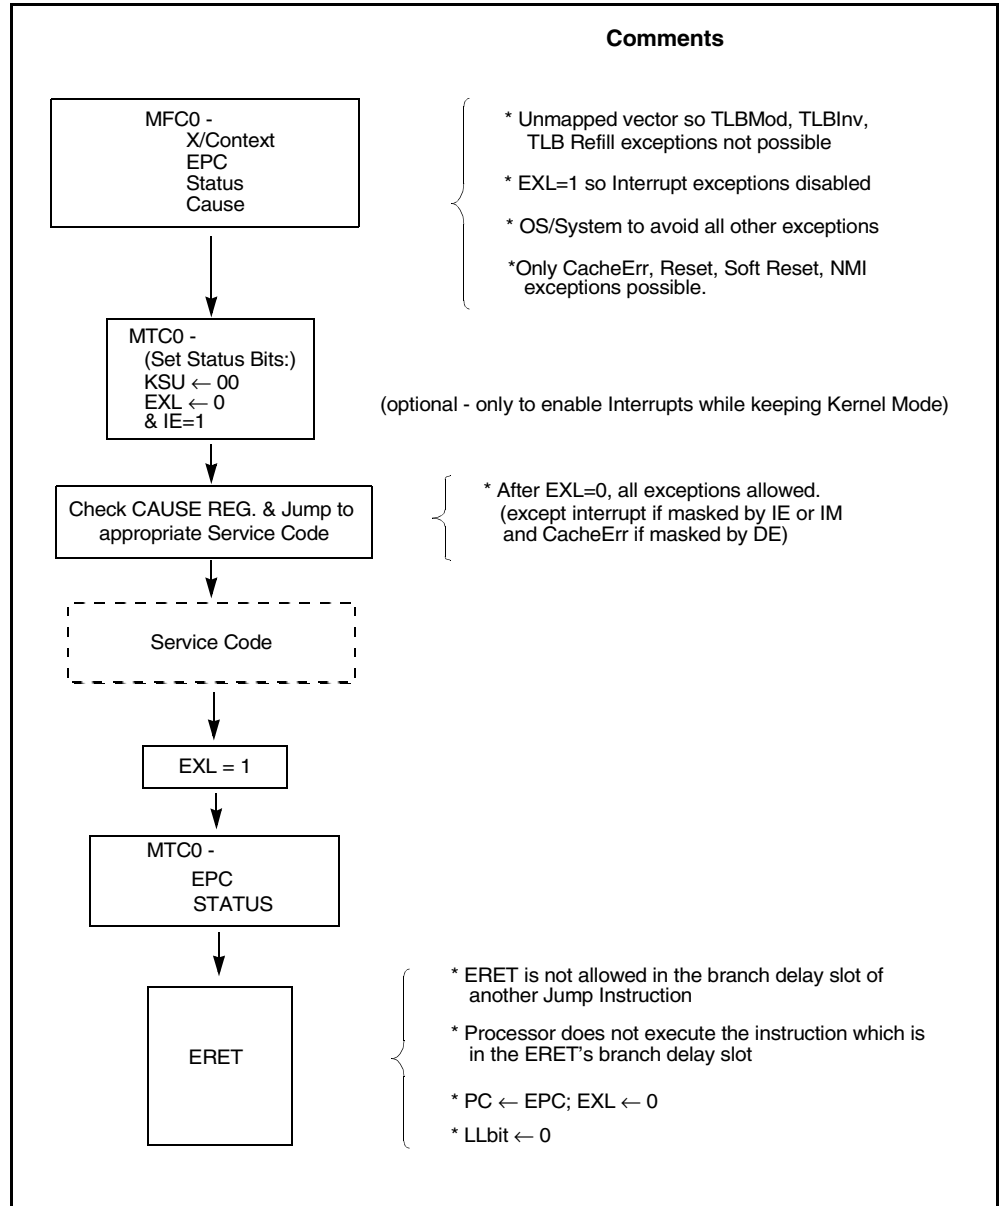 Comments
MFC0 -
X/Context
EPC
Status
Cause
* Unmapped vector so TLBMod, TLBInv,
TLB Refill exceptions not possible
* EXL=1 so Interrupt exceptions disabled
* OS/System to avoid all other exceptions
*Only CacheErr, Reset, Soft Reset, NMI
exceptions possible.
MTC0 -
(Set Status Bits:)
KSU ← 00
EXL ← 0
& IE=1
(optional - only to enable Interrupts while keeping Kernel Mode)
Check CAUSE REG. & Jump to
appropriate Service Code
* After EXL=0, all exceptions allowed.
(except interrupt if masked by IE or IM
and CacheErr if masked by DE)
Service Code
EXL = 1
MTC0 -
EPC
STATUS
ERET
* ERET is not allowed in the branch delay slot of
another Jump Instruction
* Processor does not execute the instruction which is
in the ERET's branch delay slot
* PC ← EPC; EXL ← 0
* LLbit ← 0